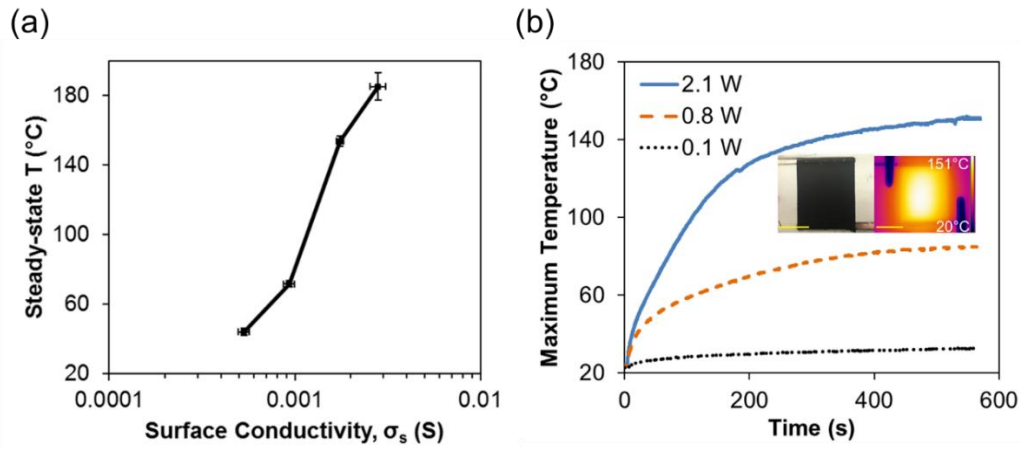 (a)
(b)
180
140
100
60
20
0.0001
0.001
0.01
Steady-state T (°C)
Surface Conductivity, σs (S)
180
140
100
60
20
0
200
400
600
Maximum Temperature (°C)
Time (s)
2.1 W
0.8 W
0.1 W
151°C
20°C